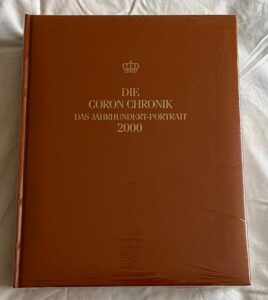 DIE
CORON CHRONIK
DAS JAHRHUNDERT-PORTRAIT
2000